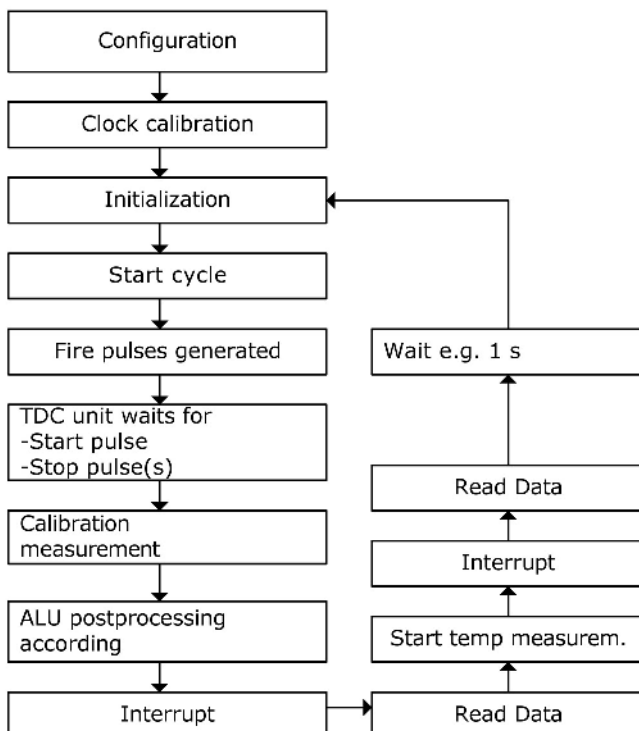 Configuration
Clock calibration
Initialization
Start cycle
Fire pulses generated
TDC unit waits for
-Start pulse
-Stop pulse(s)
Calibration
measurement
ALU postprocessing
according
Interrupt
Read Data
Start temp measurem.
Interrupt
Read Data
Wait e.g. 1 s